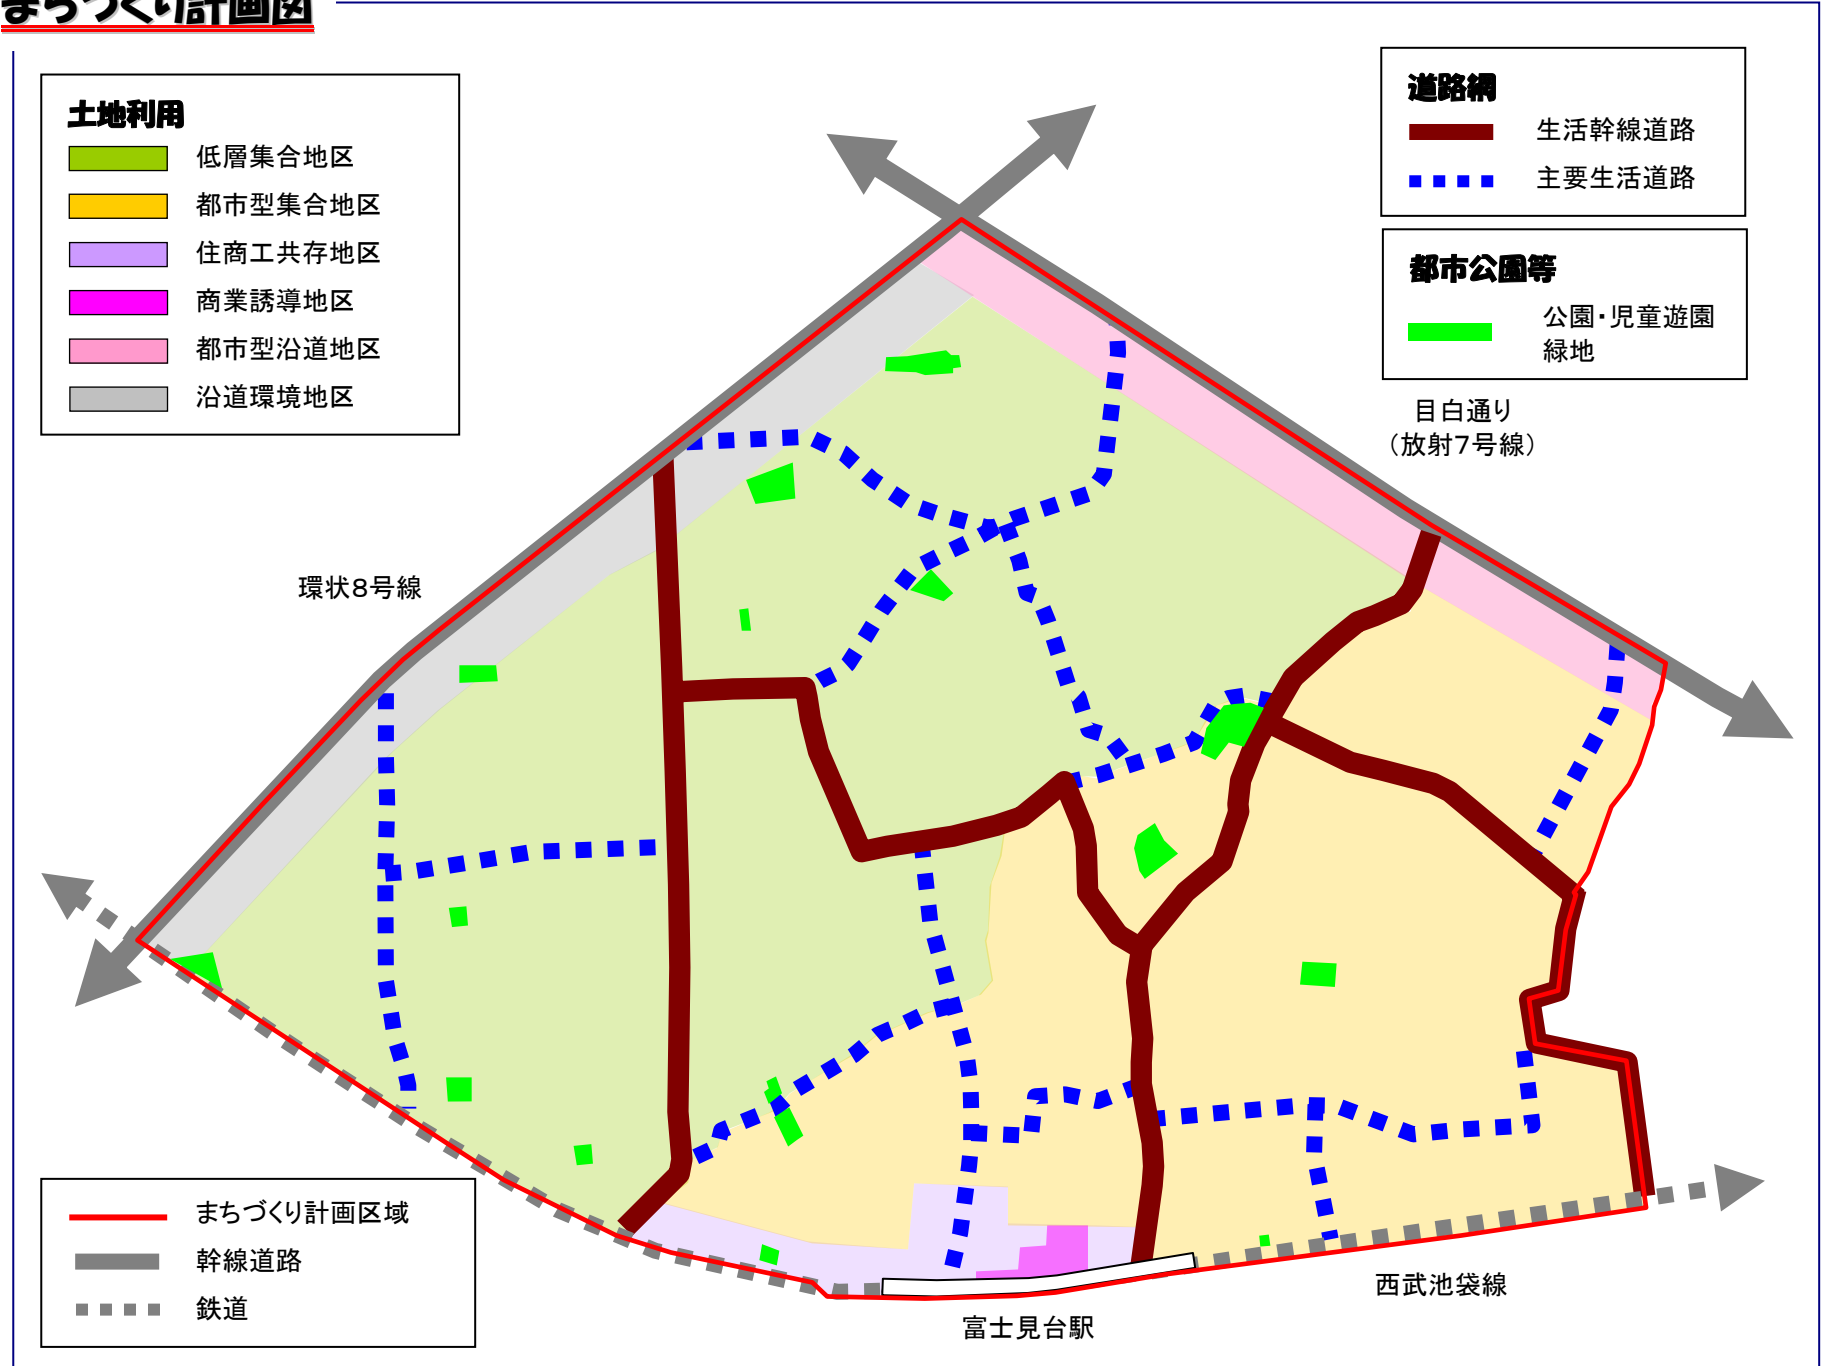 まちづくり計画図
土地利用
低層集合地区
都市型集合地区
住商工共存地区
商業誘導地区
都市型沿道地区
沿道環境地区
道路網
生活幹線道路
主要生活道路
都市公園等
公園・児童遊園
緑地
目白通り
（放射７号線）
環状８号線
まちづくり計画区域
幹線道路
鉄道
西武池袋線
富士見台駅